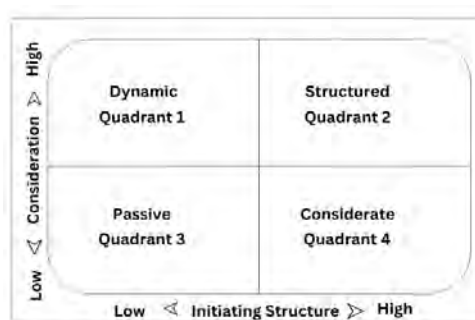 High
Consideration
Low
Dynamic
Quadrant 1
Structured
Quadrant 2
Passive
Quadrant 3
Considerate
Quadrant 4
Low
Initiating Structure
High